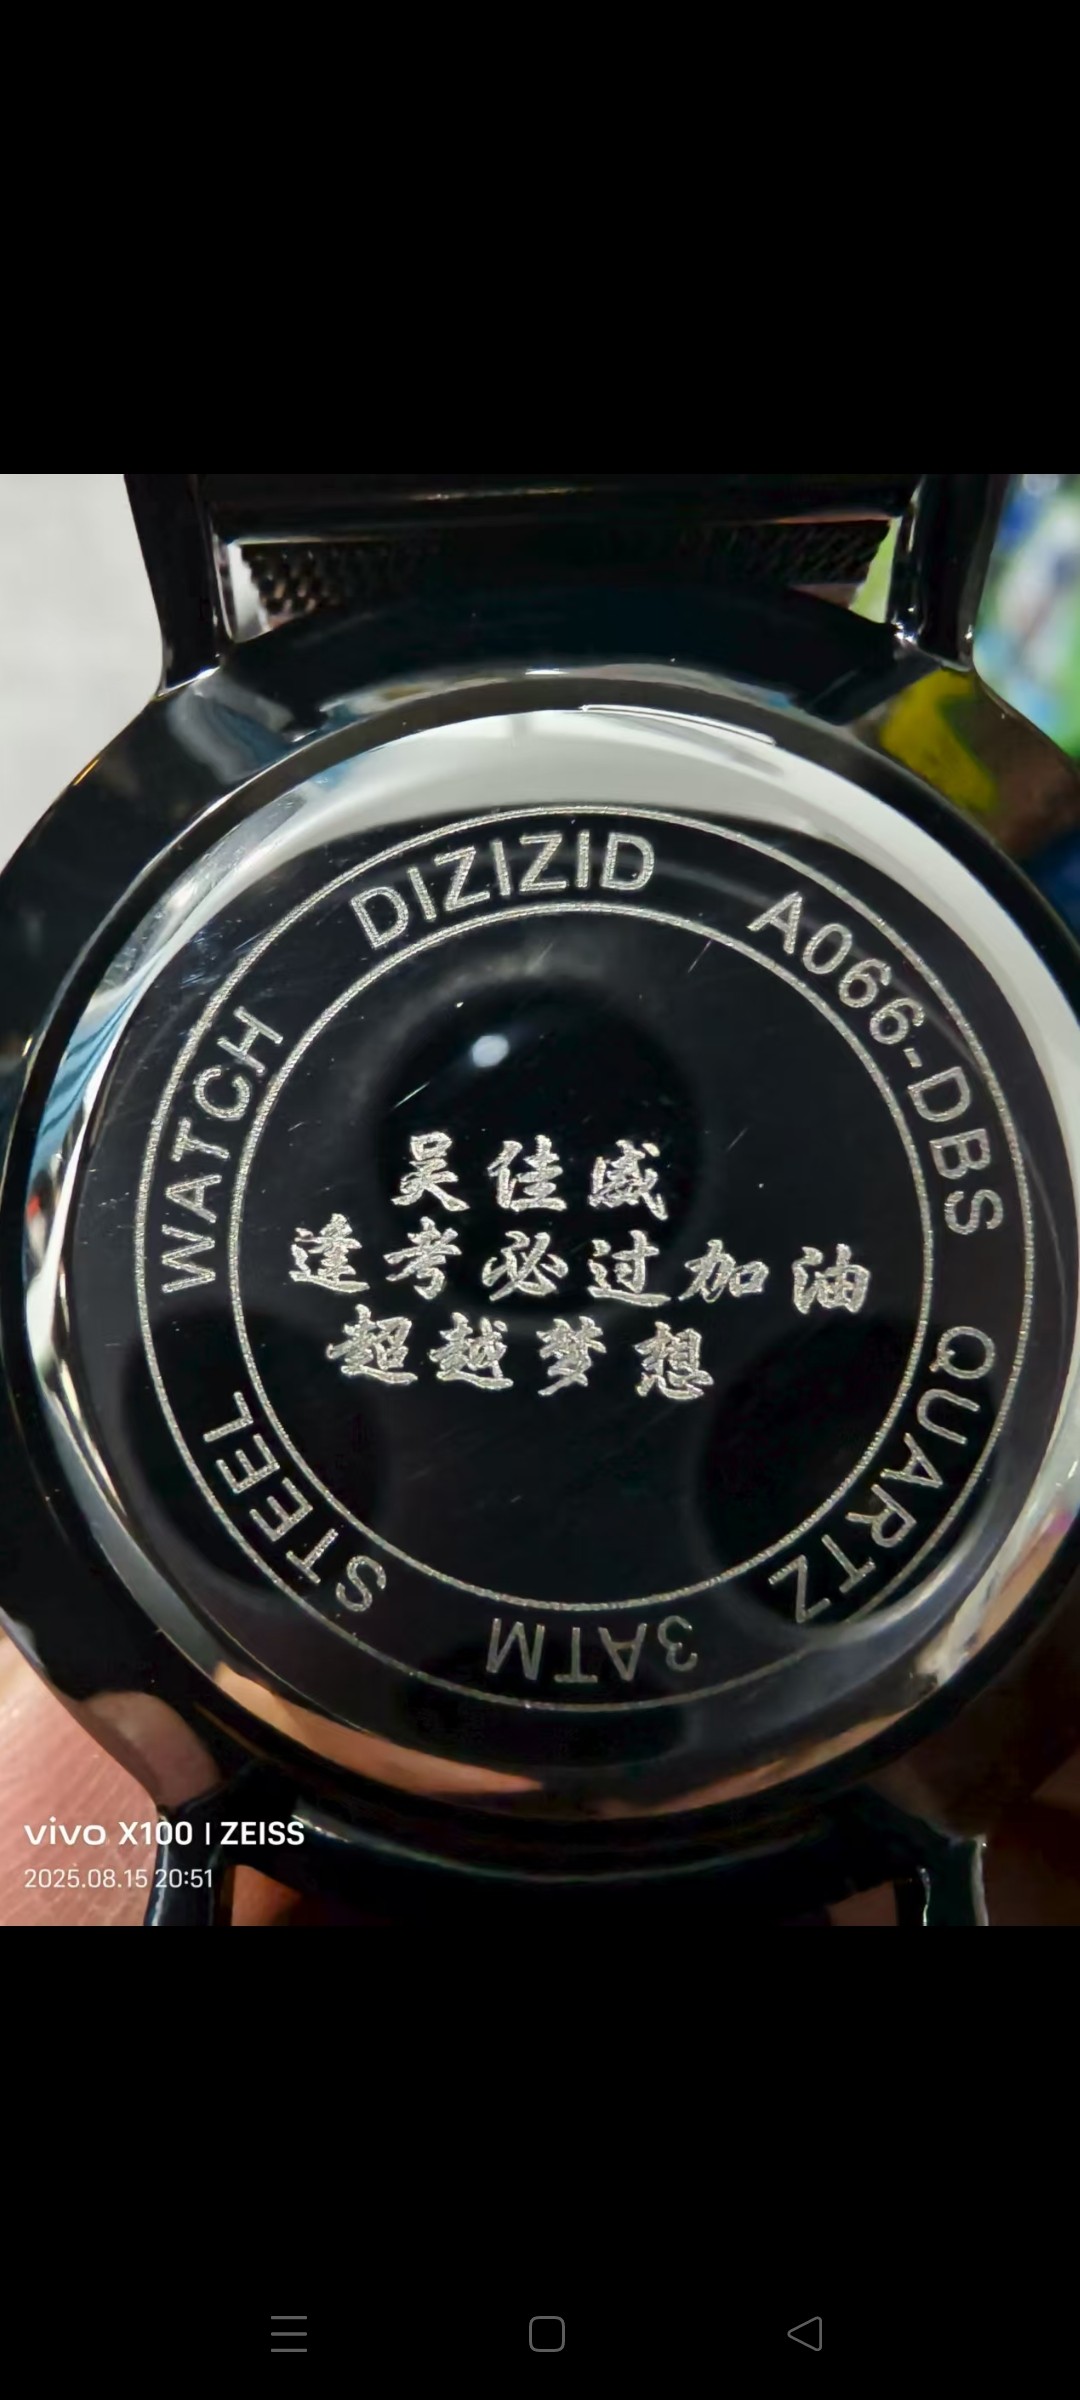 DIZIZID
A066-DBS
QUARTZ
3ATM
STEEL
WATCH
吴佳威
逢考必过加油
超越梦想
vivo X100 | ZEISS
2025.08.15 20:51